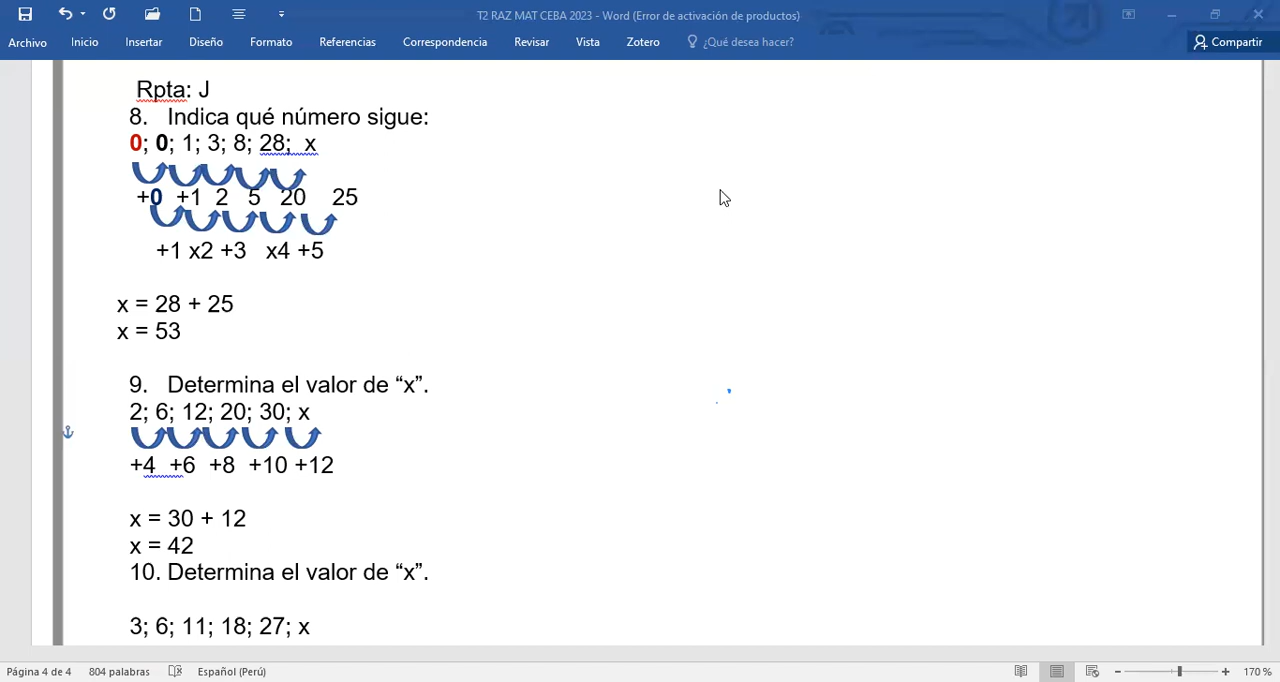 T2 RAZ MAT CEBA 2023 - Word (Error de activación de productos)
Archivo Inicio Insertar Diseño Formato Referencias Correspondencia Revisar Vista Zotero ¿Qué desea hacer? Compartir
Rpta: J
8. Indica qué número sigue:
0; 0; 1; 3; 8; 28; x
+0 +1 2 5 20 25
+1 x2 +3 x4 +5
x = 28 + 25
x = 53
9. Determina el valor de “x”.
2; 6; 12; 20; 30; x
+4 +6 +8 +10 +12
x = 30 + 12
x = 42
10. Determina el valor de “x”.
3; 6; 11; 18; 27; x
Página 4 de 4 804 palabras Español (Perú) 170 %